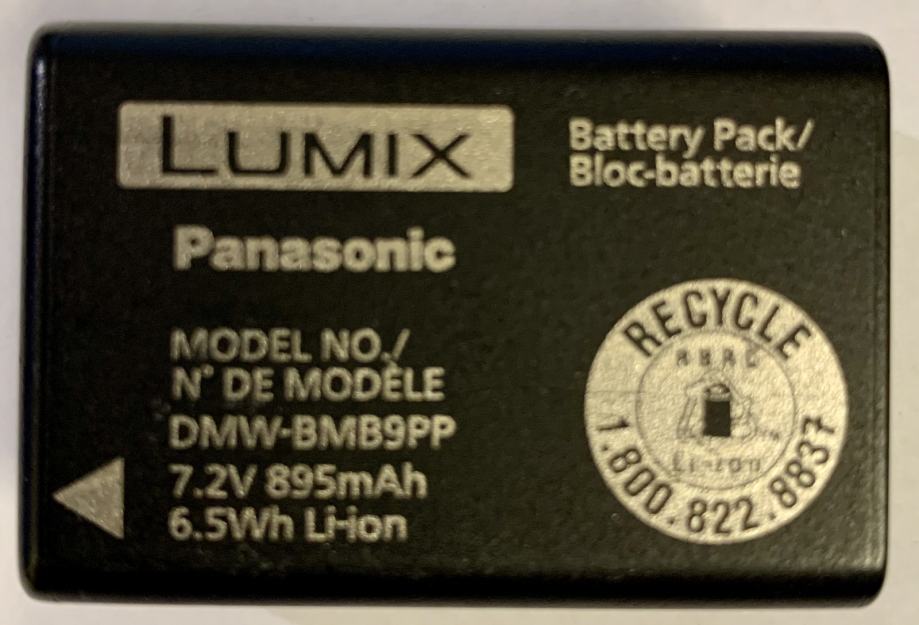 LUMIX
Battery Pack/
Bloc-batterie
Panasonic
MODEL NO./
N° DE MODÈLE
DMW-BMB9PP
7.2V 895mAh
6.5Wh Li-ion
RECYCLE
RBRC
Li-ion
1.800.822.8837